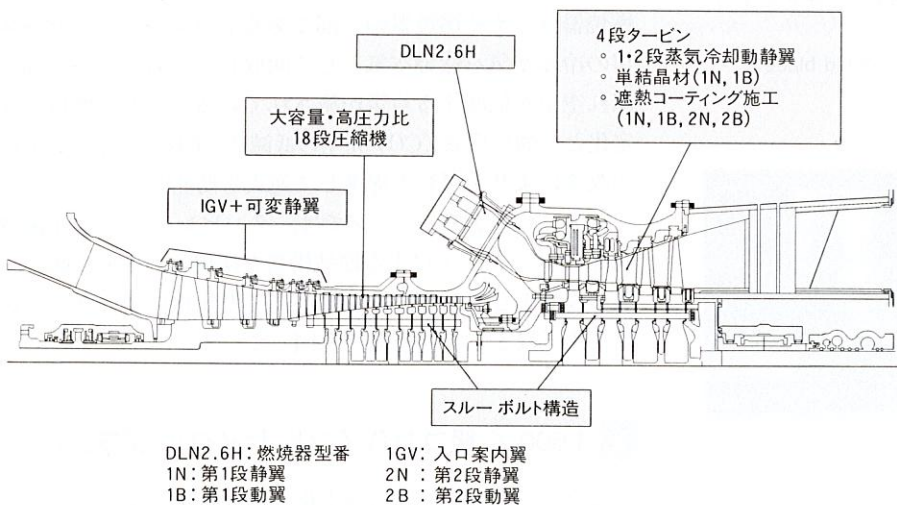 DLN2.6H
4段タービン
◦ 1・2段蒸気冷却動静翼
◦ 単結晶材(1N, 1B)
◦ 遮熱コーティング施工
(1N, 1B, 2N, 2B)
大容量・高圧力比
18段圧縮機
IGV+可変静翼
スルー ボルト構造
DLN2.6H：燃焼器型番
1GV：入口案内翼
1N：第1段静翼
2N：第2段静翼
1B：第1段動翼
2B：第2段動翼